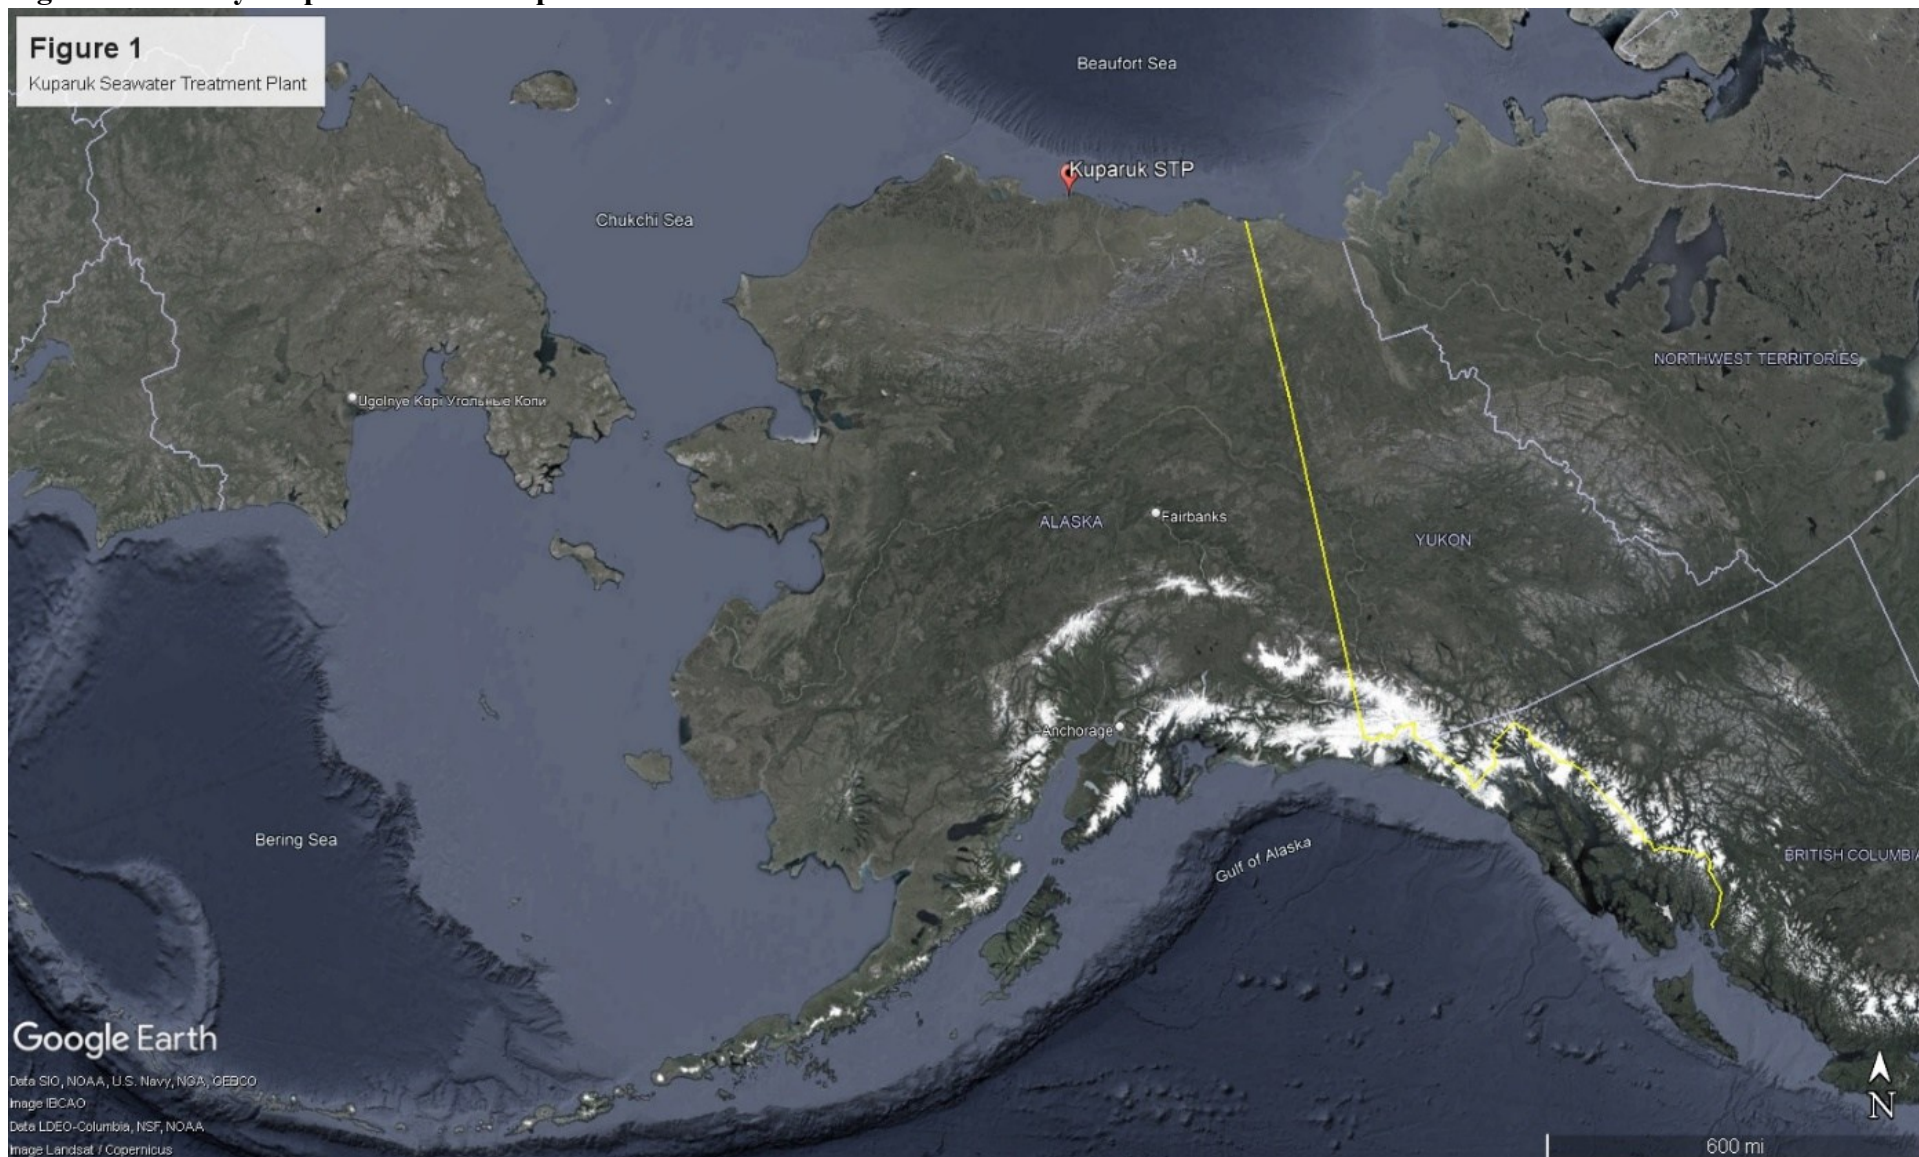 Figure 1
Kuparuk Seawater Treatment Plant
Beaufort Sea
Kuparuk STP
Chukchi Sea
NORTHWEST TERRITORIES
Ugolnye Kopi Угольные Копи
ALASKA
Fairbanks
YUKON
Anchorage
Bering Sea
Gulf of Alaska
BRITISH COLUMBIA
Google Earth
Data SIO, NOAA, U.S. Navy, NGA, GEBCO
Image IBCAO
Data LDEO-Columbia, NSF, NOAA
Image Landsat / Copernicus
N
600 mi